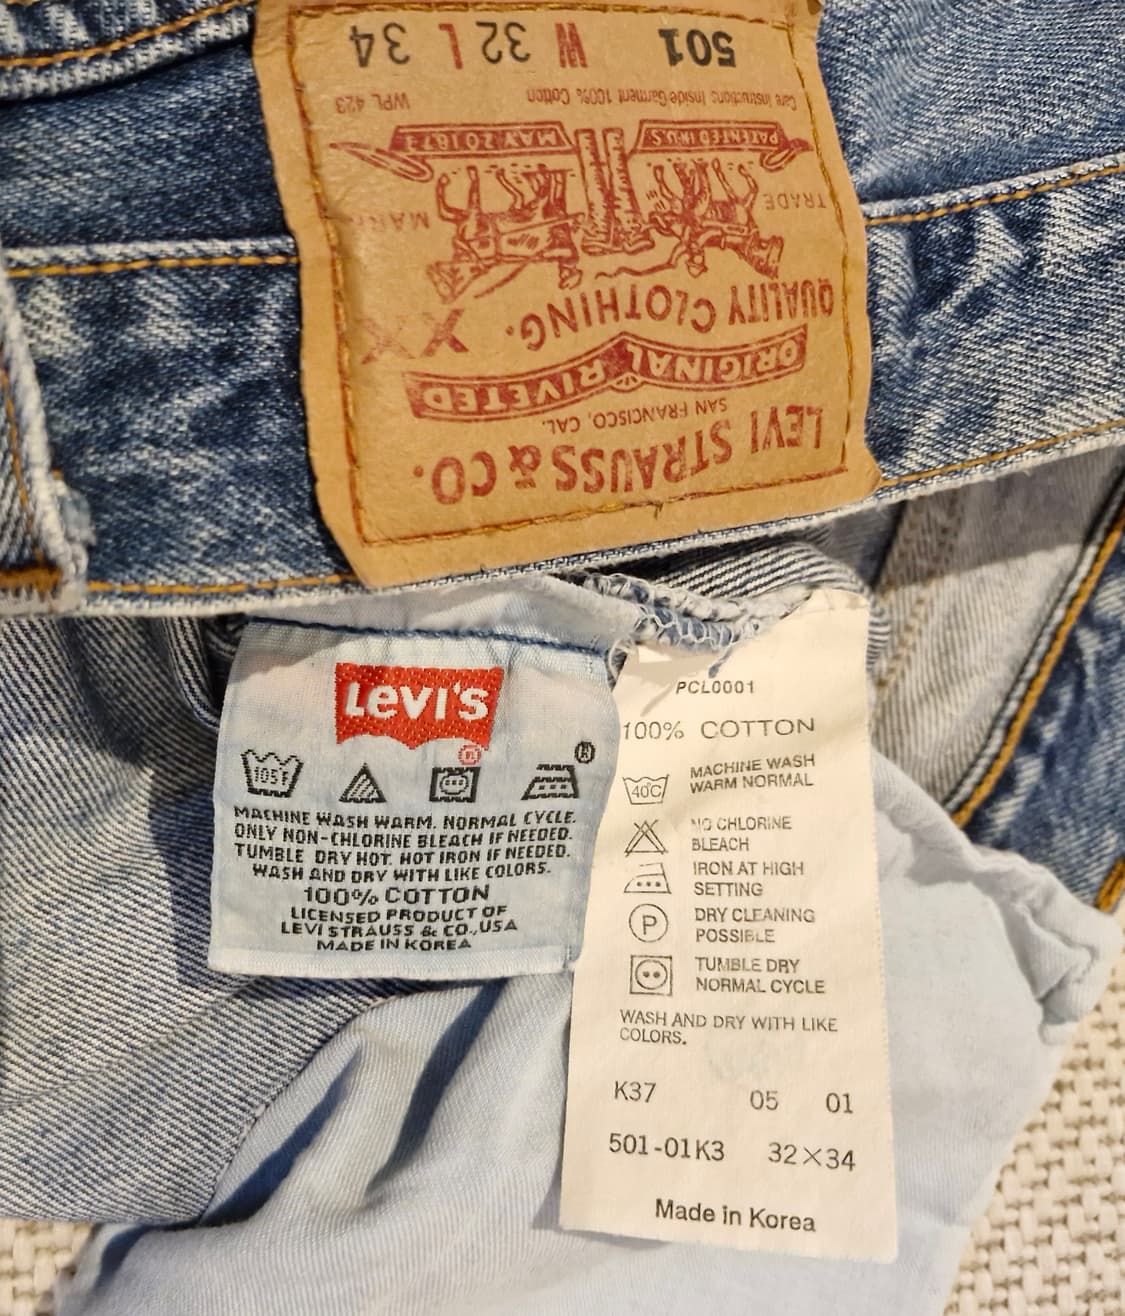 LEVI STRAUSS & CO.
SAN FRANCISCO, CAL.
ORIGINAL RIVETED
QUALITY CLOTHING.
XX
TRADE MARK
PATENTED IN U.S. MAY 20 1873
Care Instructions Inside Garment 100% Cotton WPL 423
501 W 32 L 34
Levi's
®
®
105F
MACHINE WASH WARM. NORMAL CYCLE.
ONLY NON-CHLORINE BLEACH IF NEEDED.
TUMBLE DRY HOT. HOT IRON IF NEEDED.
WASH AND DRY WITH LIKE COLORS.
100% COTTON
LICENSED PRODUCT OF
LEVI STRAUSS & CO.,USA
MADE IN KOREA
PCL0001
100% COTTON
40°C
MACHINE WASH
WARM NORMAL
NO CHLORINE
BLEACH
IRON AT HIGH
SETTING
P
DRY CLEANING
POSSIBLE
TUMBLE DRY
NORMAL CYCLE
WASH AND DRY WITH LIKE
COLORS.
K37 05 01
501-01K3 32×34
Made in Korea